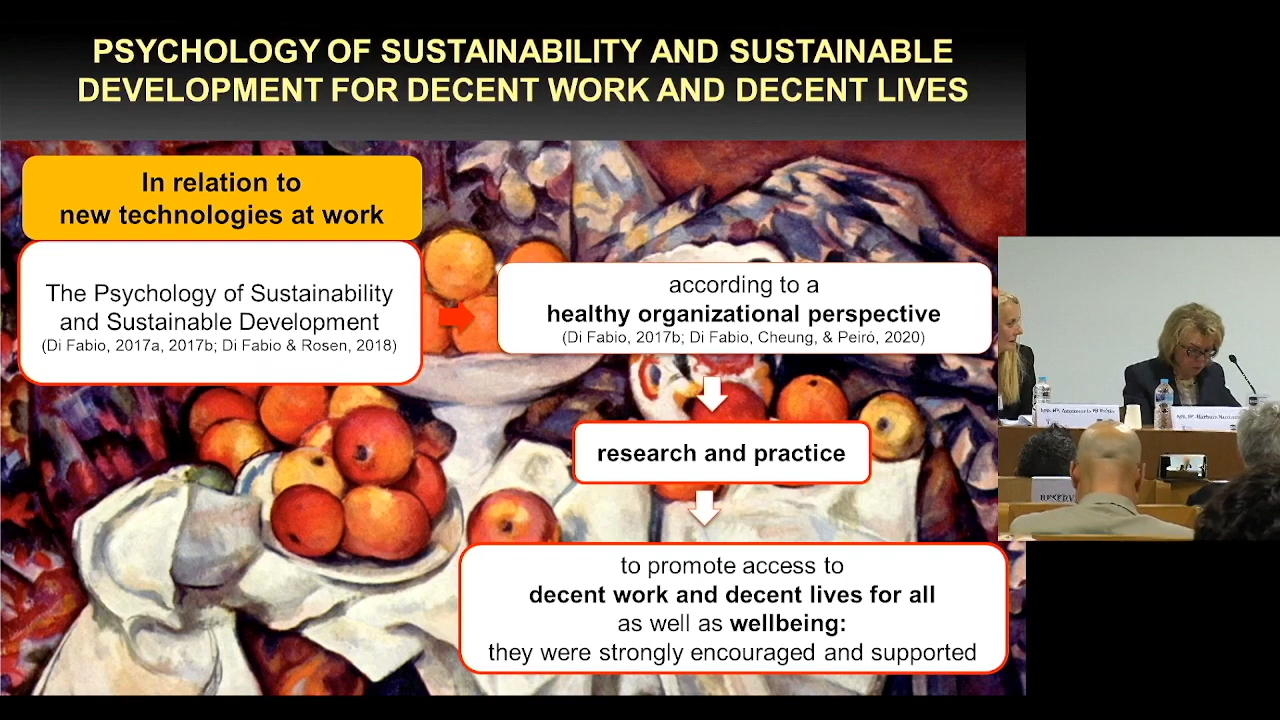 PSYCHOLOGY OF SUSTAINABILITY AND SUSTAINABLE
DEVELOPMENT FOR DECENT WORK AND DECENT LIVES
In relation to
new technologies at work
The Psychology of Sustainability
and Sustainable Development
(Di Fabio, 2017a, 2017b; Di Fabio & Rosen, 2018)
according to a
healthy organizational perspective
(Di Fabio, 2017b; Di Fabio, Cheung, & Peiró, 2020)
research and practice
to promote access to
decent work and decent lives for all
as well as wellbeing:
they were strongly encouraged and supported